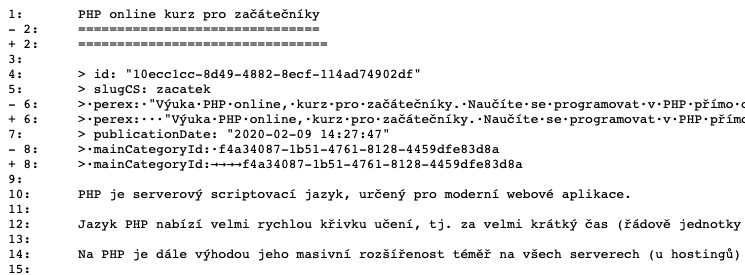 1: PHP online kurz pro začátečníky
- 2: ===============================
+ 2: ================================
3:
4: > id: "10ecc1cc-8d49-4882-8ecf-114ad74902df"
5: > slugCS: zacatek
- 6: >·perex:·"Výuka·PHP·online,·kurz·pro·začátečníky.·Naučíte·se·programovat·v·PHP·přímo·
+ 6: >·perex:···"Výuka·PHP·online,·kurz·pro·začátečníky.·Naučíte·se·programovat·v·PHP·přímo
7: > publicationDate: "2020-02-09 14:27:47"
- 8: >·mainCategoryId:·f4a34087-1b51-4761-8128-4459dfe83d8a
+ 8: >·mainCategoryId:→→→→f4a34087-1b51-4761-8128-4459dfe83d8a
9:
10: PHP je serverový scriptovací jazyk, určený pro moderní webové aplikace.
11:
12: Jazyk PHP nabízí velmi rychlou křivku učení, tj. za velmi krátký čas (řádově jednotky
13:
14: Na PHP je dále výhodou jeho masivní rozšířenost téměř na všech serverech (u hostingů)
15: